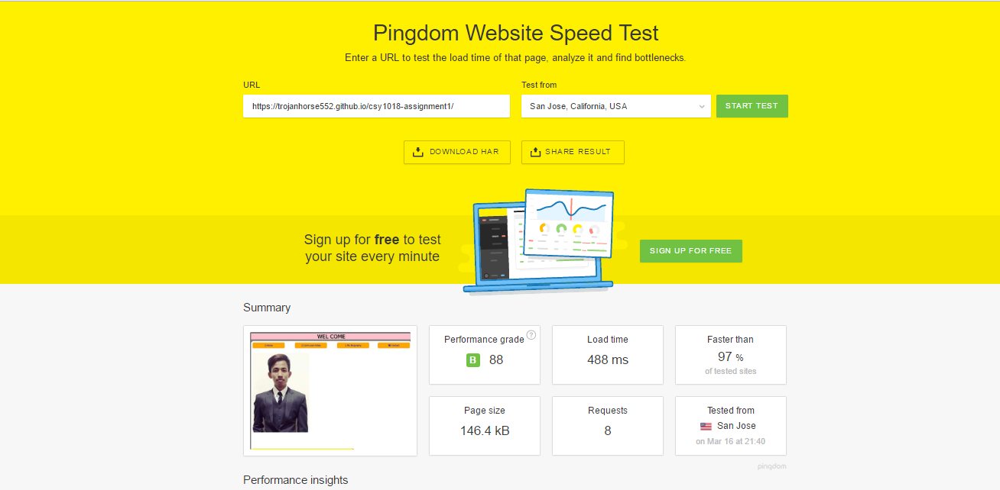 Pingdom Website Speed Test
Enter a URL to test the load time of that page, analyze it and find bottlenecks.
URL
Test from
https://trojanhorse552.github.io/csy1018-assignment1/
San Jose, California, USA
START TEST
DOWNLOAD HAR
SHARE RESULT
Sign up for free to test
your site every minute
SIGN UP FOR FREE
Summary
WEL COME
Performance grade
?
B 88
Load time
488 ms
Faster than
97 %
of tested sites
Page size
146.4 kB
Requests
8
Tested from
San Jose
on Mar 16 at 21:40
pingdom
Performance insights